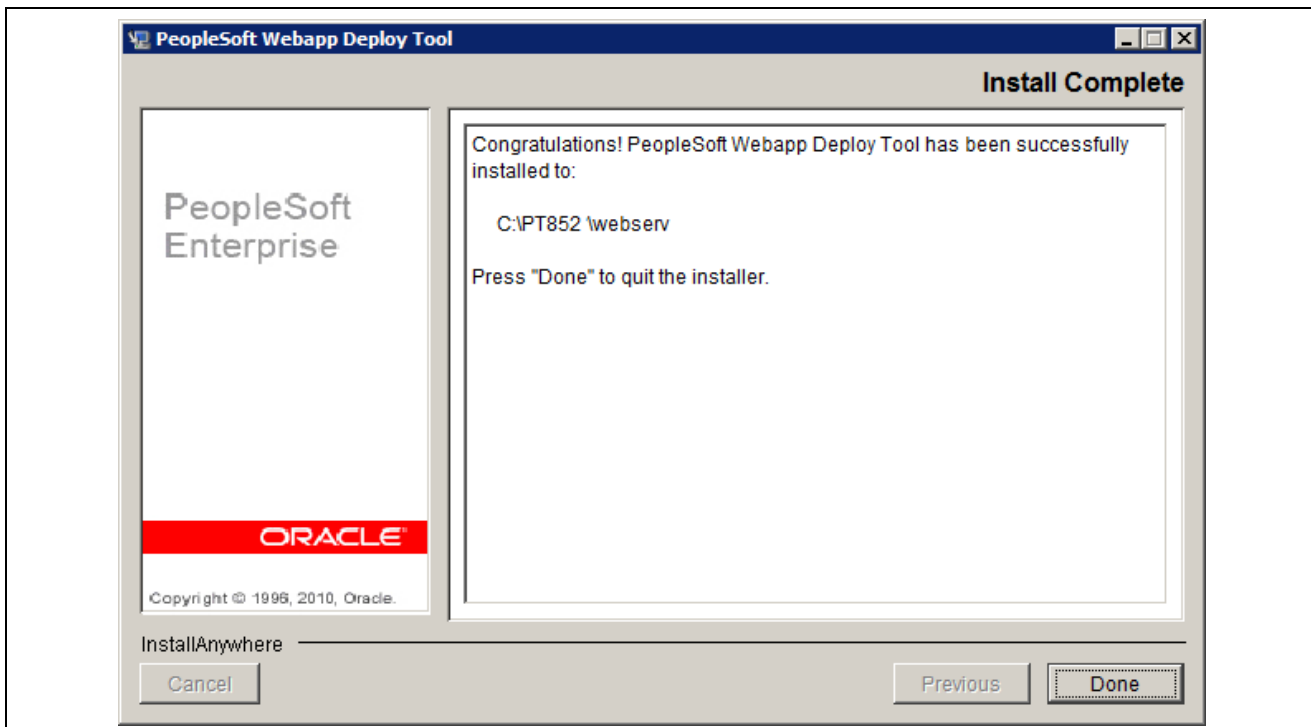 PeopleSoft Webapp Deploy Tool
Install Complete
PeopleSoft
Enterprise
ORACLE®
Copyright © 1996, 2010, Oracle.
Congratulations! PeopleSoft Webapp Deploy Tool has been successfully
installed to:
C:\PT852 \webserv
Press "Done" to quit the installer.
InstallAnywhere
Cancel
Previous
Done